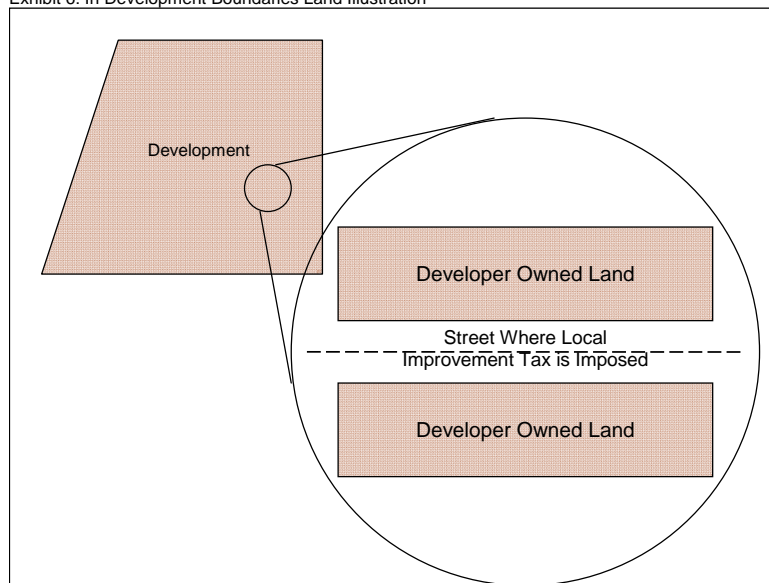 Exhibit 6: In Development Boundaries Land Illustration
Development
Developer Owned Land
Street Where Local
Improvement Tax is Imposed
Developer Owned Land